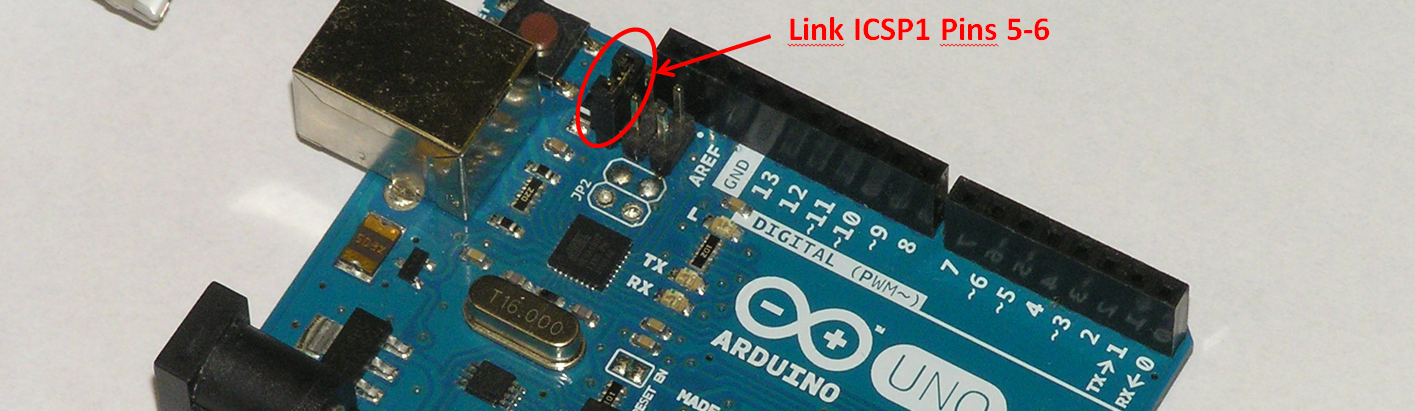 Link ICSP1 Pins 5-6
AREF
GND
13
12
~11
~10
~9
8
7
~6
~5
4
~3
2
TX→1
RX←0
DIGITAL (PWM~)
JP2
L
TX
RX
T16.000
ARDUINO
UNO
RESET EN
MADE